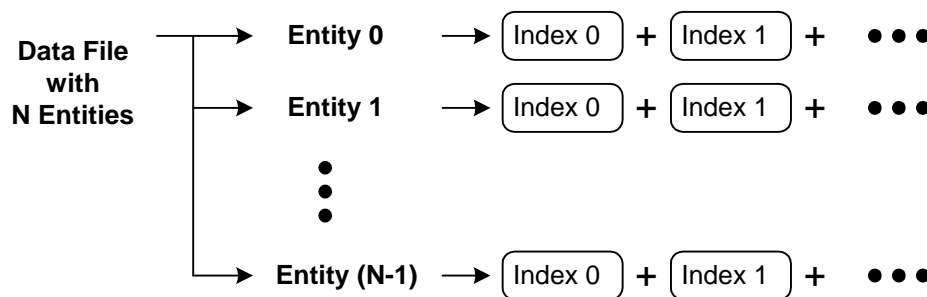 Data File
with
N Entities
Entity 0 Index 0 + Index 1 + •••
Entity 1 Index 0 + Index 1 + •••
Entity (N-1) Index 0 + Index 1 + •••